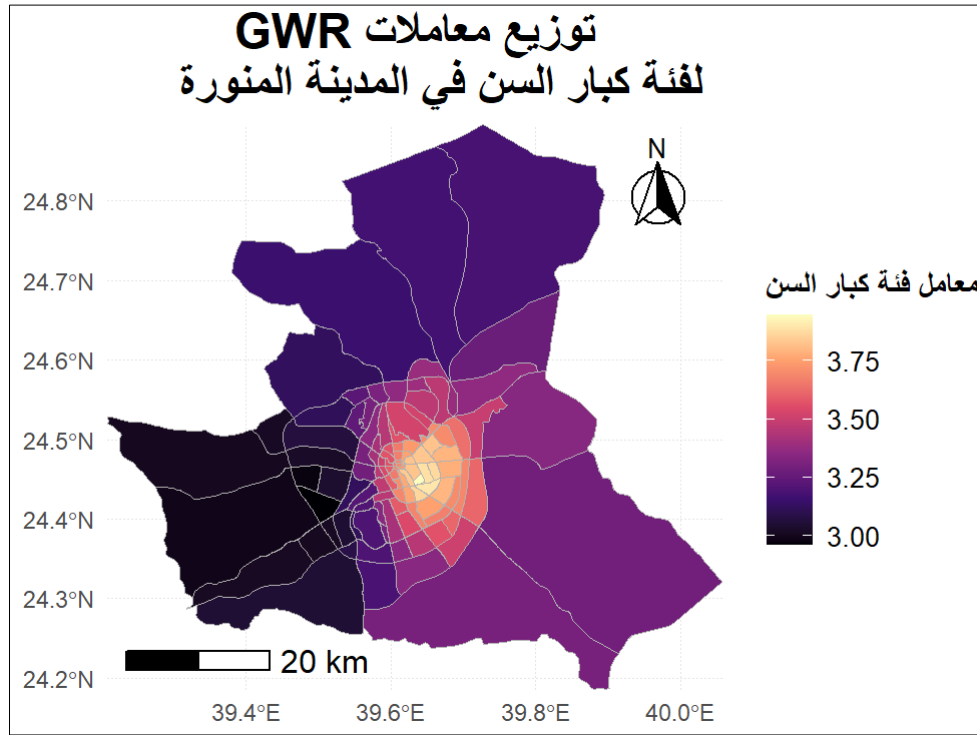 توزيع معاملات GWR
لفئة كبار السن في المدينة المنورة
N
24.8°N
24.7°N
24.6°N
24.5°N
24.4°N
24.3°N
24.2°N
39.4°E
39.6°E
39.8°E
40.0°E
20 km
معامل فئة كبار السن
3.75
3.50
3.25
3.00